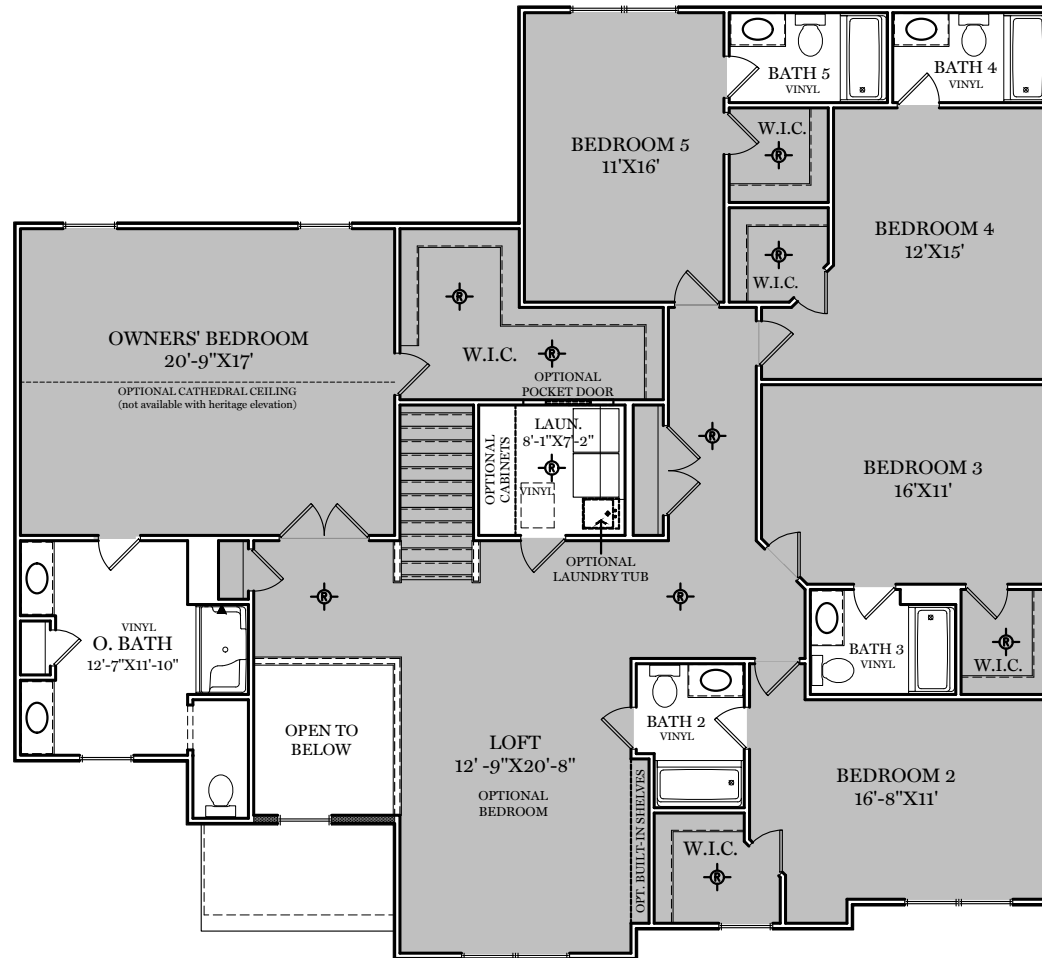 BATH 5
VINYL
BATH 4
VINYL
W.I.C.
R
BEDROOM 5
11'X16'
BEDROOM 4
12'X15'
R
W.I.C.
OWNERS' BEDROOM
20'-9"X17'
OPTIONAL CATHEDRAL CEILING
(not available with heritage elevation)
R
W.I.C.
R
OPTIONAL
POCKET DOOR
LAUN.
8'-1"X7'-2"
OPTIONAL
CABINETS
R
VINYL
R
OPTIONAL
LAUNDRY TUB
BEDROOM 3
16'X11'
R
R
VINYL
O. BATH
12'-7"X11'-10"
BATH 3
VINYL
R
W.I.C.
OPEN TO
BELOW
LOFT
12' -9"X20'-8"
OPTIONAL
BEDROOM
BATH 2
VINYL
OPT. BUILT-IN SHELVES
BEDROOM 2
16'-8"X11'
W.I.C.
R